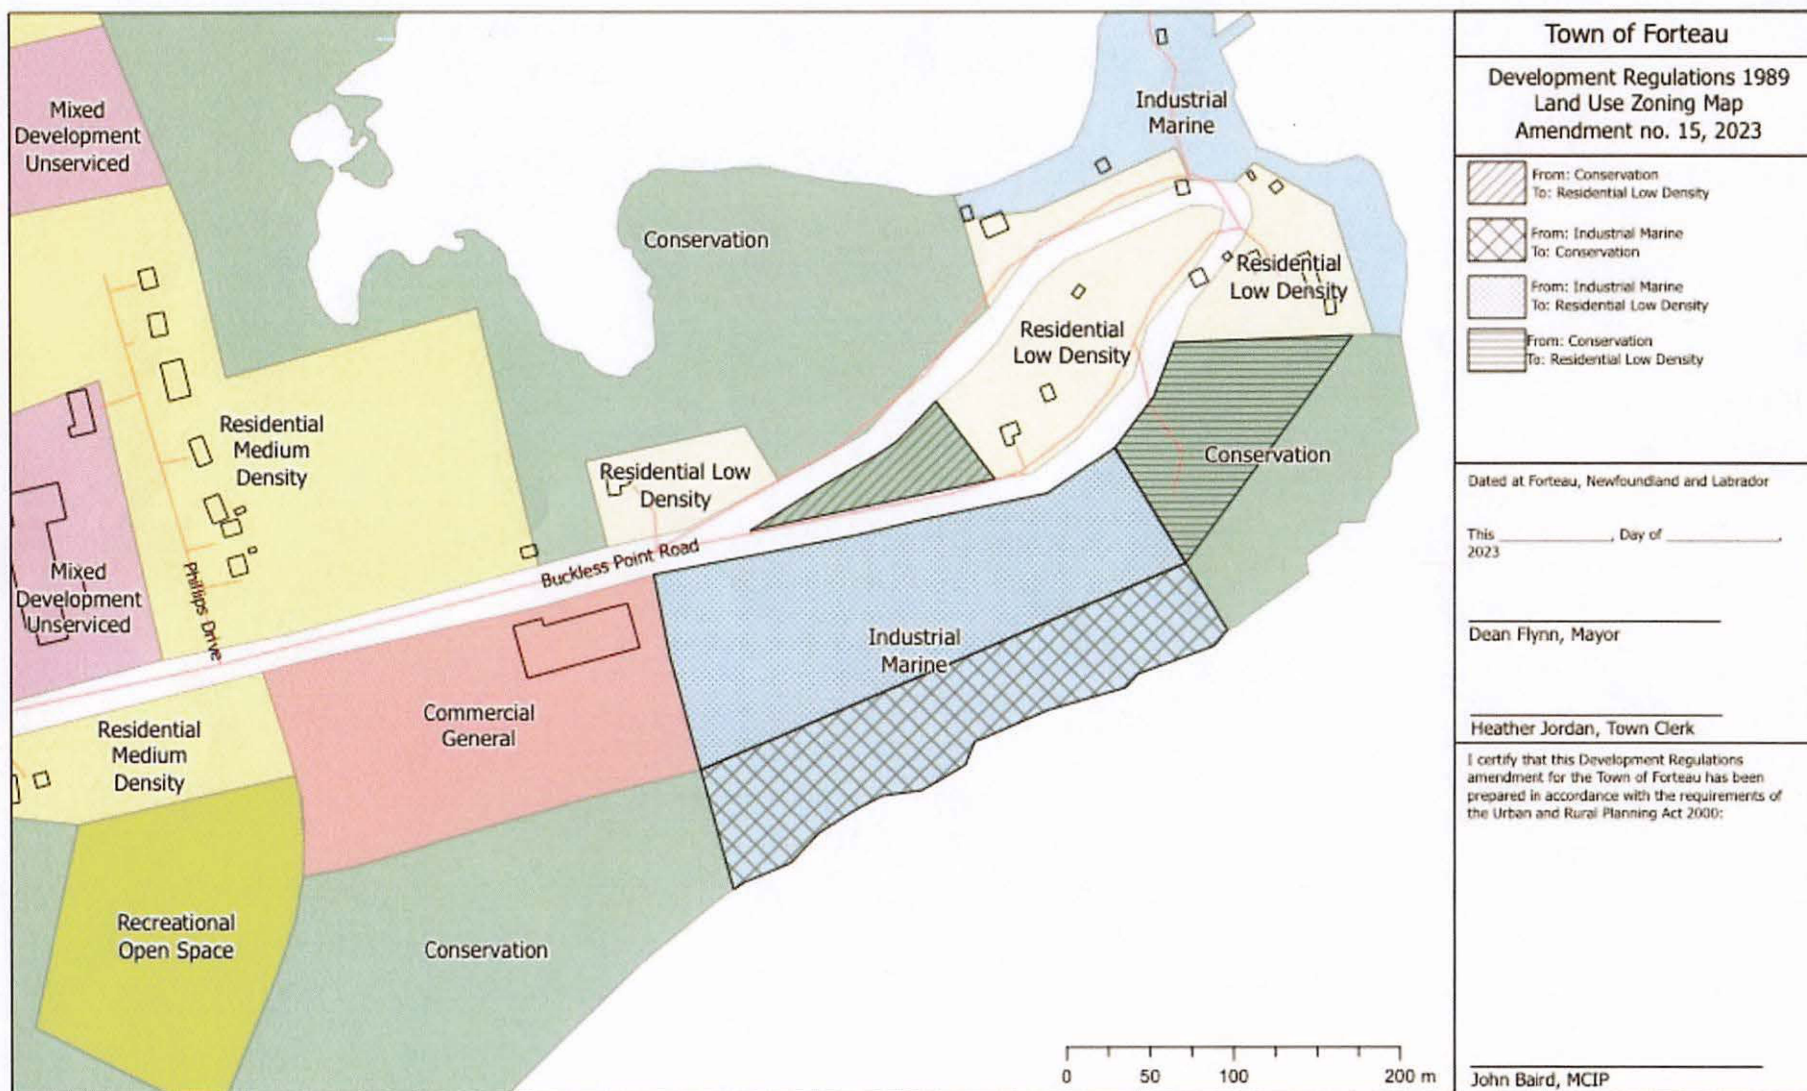 Town of Forteau
Development Regulations 1989
Land Use Zoning Map
Amendment no. 15, 2023
From: Conservation
To: Residential Low Density
From: Industrial Marine
To: Conservation
From: Industrial Marine
To: Residential Low Density
From: Conservation
To: Residential Low Density
Dated at Forteau, Newfoundland and Labrador
This ____________, Day of ____________,
2023
Dean Flynn, Mayor
Heather Jordan, Town Clerk
I certify that this Development Regulations
amendment for the Town of Forteau has been
prepared in accordance with the requirements of
the Urban and Rural Planning Act 2000:
John Baird, MCIP
Mixed
Development
Unserviced
Industrial
Marine
Conservation
Residential
Low Density
Residential
Low Density
Residential
Medium
Density
Residential Low
Density
Conservation
Mixed
Development
Unserviced
Phillips Drive
Buckless Point Road
Industrial
Marine
Commercial
General
Residential
Medium
Density
Recreational
Open Space
Conservation
0 50 100 200 m